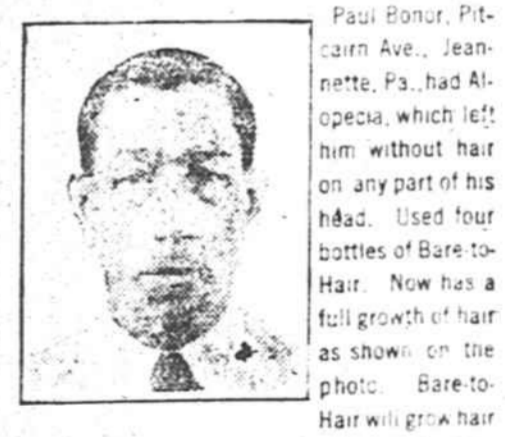 Paul Bonor, Pit-
cairn Ave., Jean-
nette, Pa., had Al-
opecia, which left
him without hair
on any part of his
head. Used four
bottles of Bare-to-
Hair. Now has a
full growth of hair
as shown on the
photo. Bare-to-
Hair will grow hair